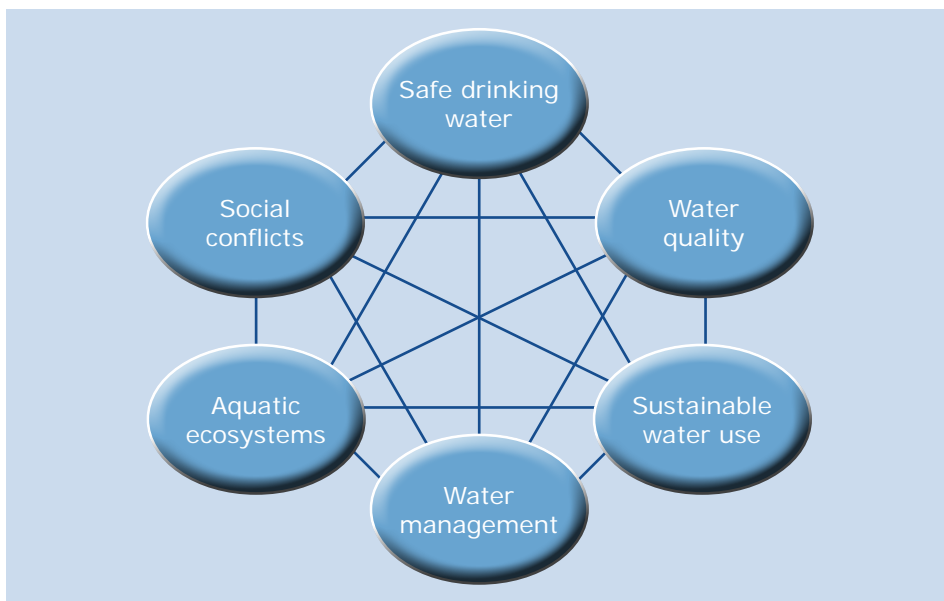 Safe drinking
water
Social
conflicts
Water
quality
Aquatic
ecosystems
Sustainable
water use
Water
management